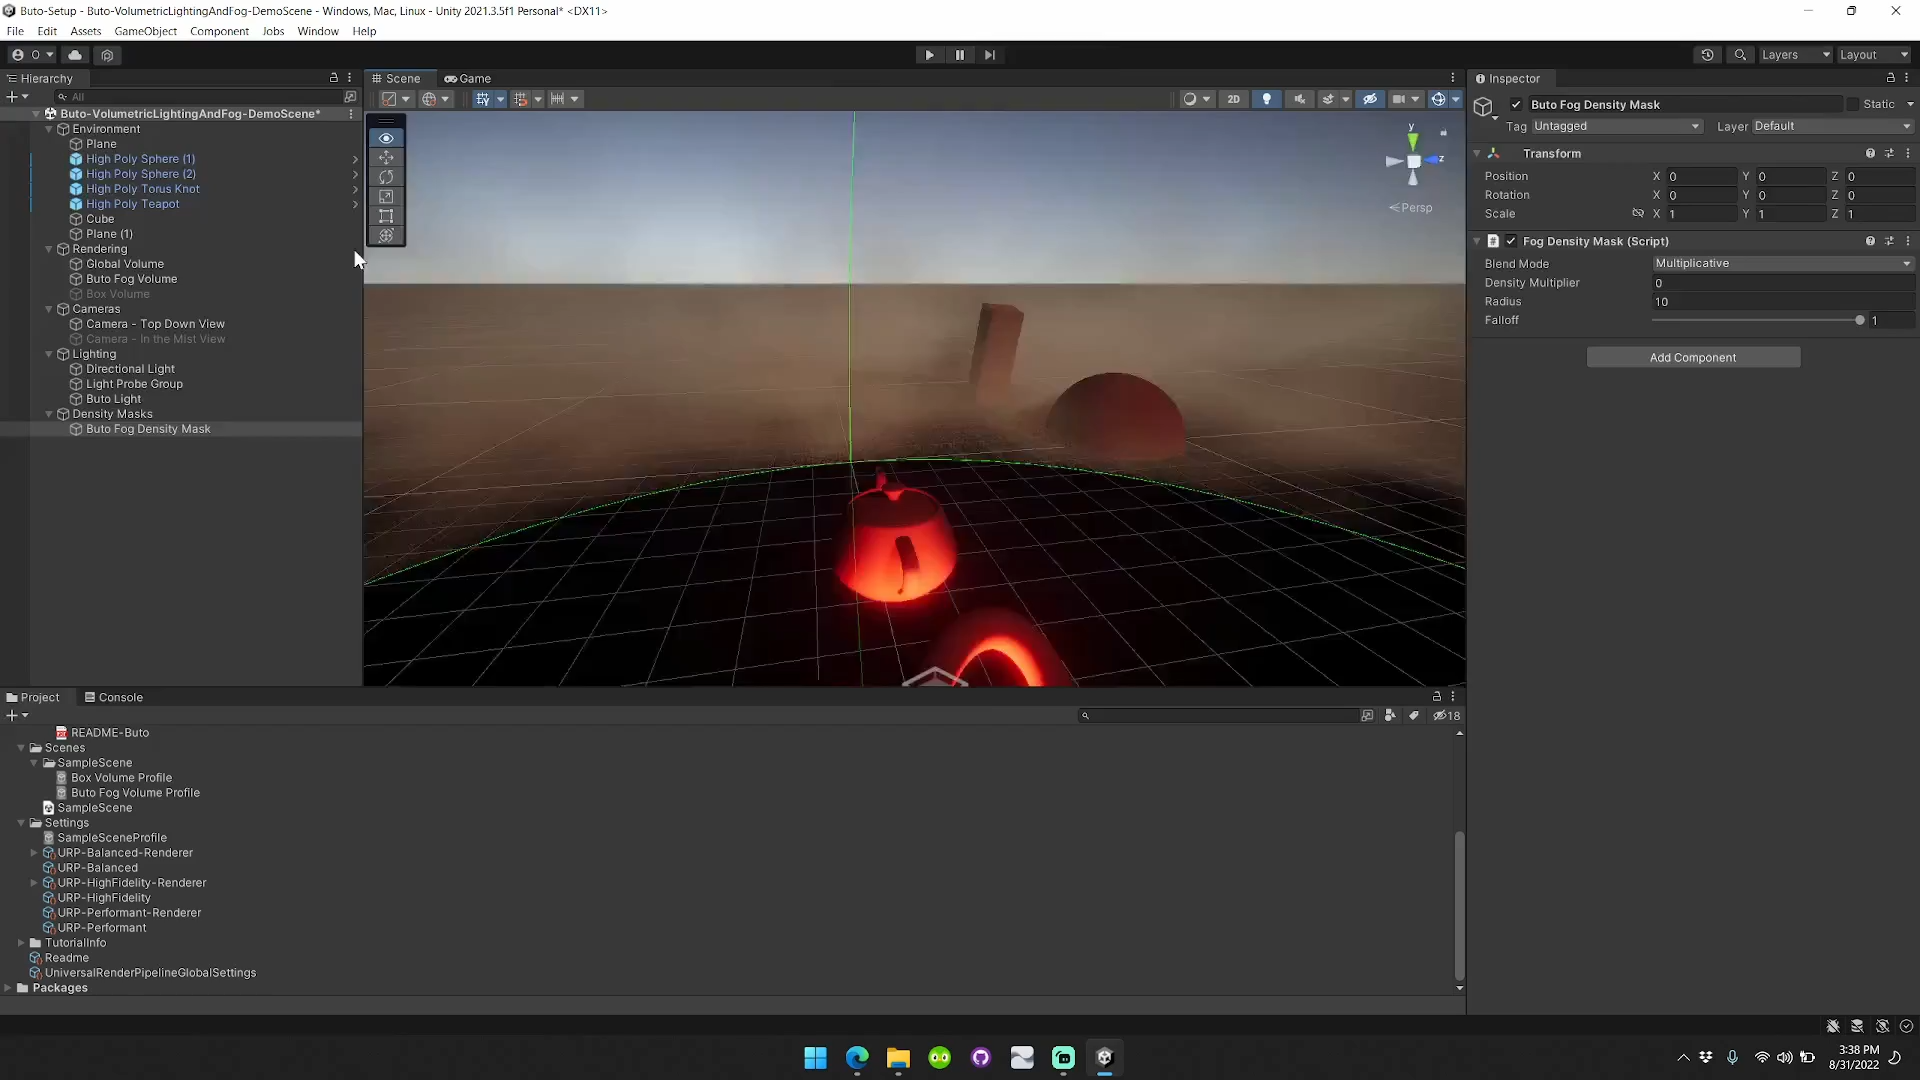 Buto-Setup - Buto-VolumetricLightingAndFog-DemoScene - Windows, Mac, Linux - Unity 2021.3.5f1 Personal* <DX11>
File Edit Assets GameObject Component Jobs Window Help
O Layers Layout
Hierarchy Scene Game Inspector
All 2D Buto Fog Density Mask Static
Buto-VolumetricLightingAndFog-DemoScene*
Tag Untagged Layer Default
Environment
Plane
High Poly Sphere (1)
High Poly Sphere (2)
High Poly Torus Knot
High Poly Teapot
Cube
Plane (1)
Rendering
Global Volume
Buto Fog Volume
Box Volume
Cameras
Camera - Top Down View
Camera - In the Mist View
Lighting
Directional Light
Light Probe Group
Buto Light
Density Masks
Buto Fog Density Mask
y
z
Persp
Transform
Position X 0 Y 0 Z 0
Rotation X 0 Y 0 Z 0
Scale X 1 Y 1 Z 1
Fog Density Mask (Script)
Blend Mode Multiplicative
Density Multiplier 0
Radius 10
Falloff 1
Add Component
Project Console
18
README-Buto
Scenes
SampleScene
Box Volume Profile
Buto Fog Volume Profile
SampleScene
Settings
SampleSceneProfile
URP-Balanced-Renderer
URP-Balanced
URP-HighFidelity-Renderer
URP-HighFidelity
URP-Performant-Renderer
URP-Performant
TutorialInfo
Readme
UniversalRenderPipelineGlobalSettings
Packages
3:38 PM
8/31/2022